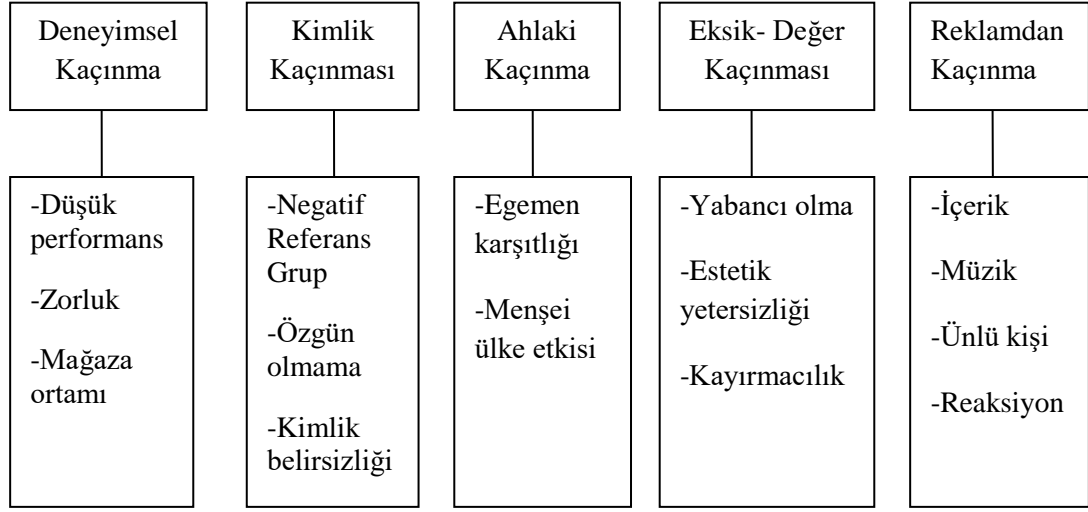 Deneyimsel
Kaçınma
Kimlik
Kaçınması
Ahlaki
Kaçınma
Eksik- Değer
Kaçınması
Reklamdan
Kaçınma
-Düşük
performans
-Zorluk
-Mağaza
ortamı
-Negatif
Referans
Grup
-Özgün
olmama
-Kimlik
belirsizliği
-Egemen
karşıtlığı
-Menşei
ülke etkisi
-Yabancı olma
-Estetik
yetersizliği
-Kayırmacılık
-İçerik
-Müzik
-Ünlü kişi
-Reaksiyon